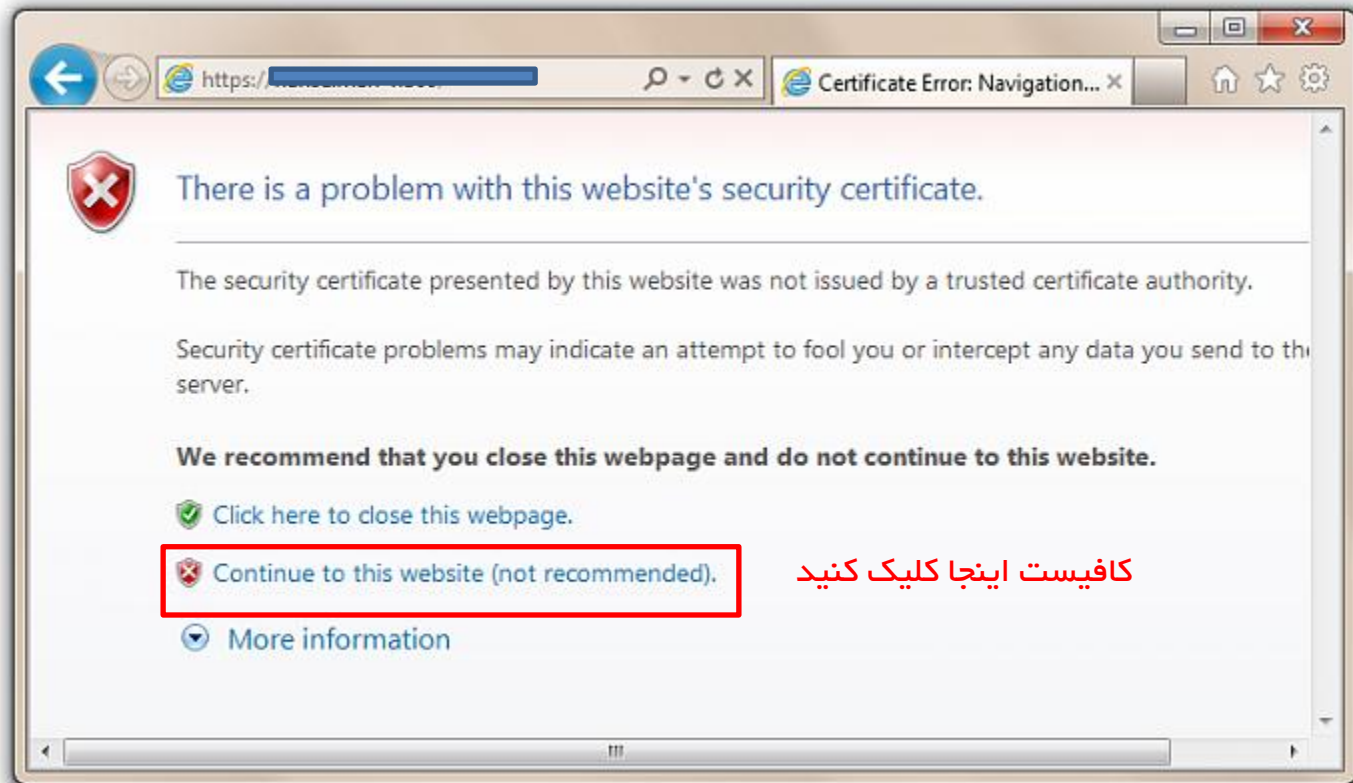 https:/
Certificate Error: Navigation...
There is a problem with this website's security certificate.
The security certificate presented by this website was not issued by a trusted certificate authority.
Security certificate problems may indicate an attempt to fool you or intercept any data you send to
server.
We recommend that you close this webpage and do not continue to this website.
Click here to close this webpage.
Continue to this website (not recommended).
کافیست اینجا کلیک کنید
More information